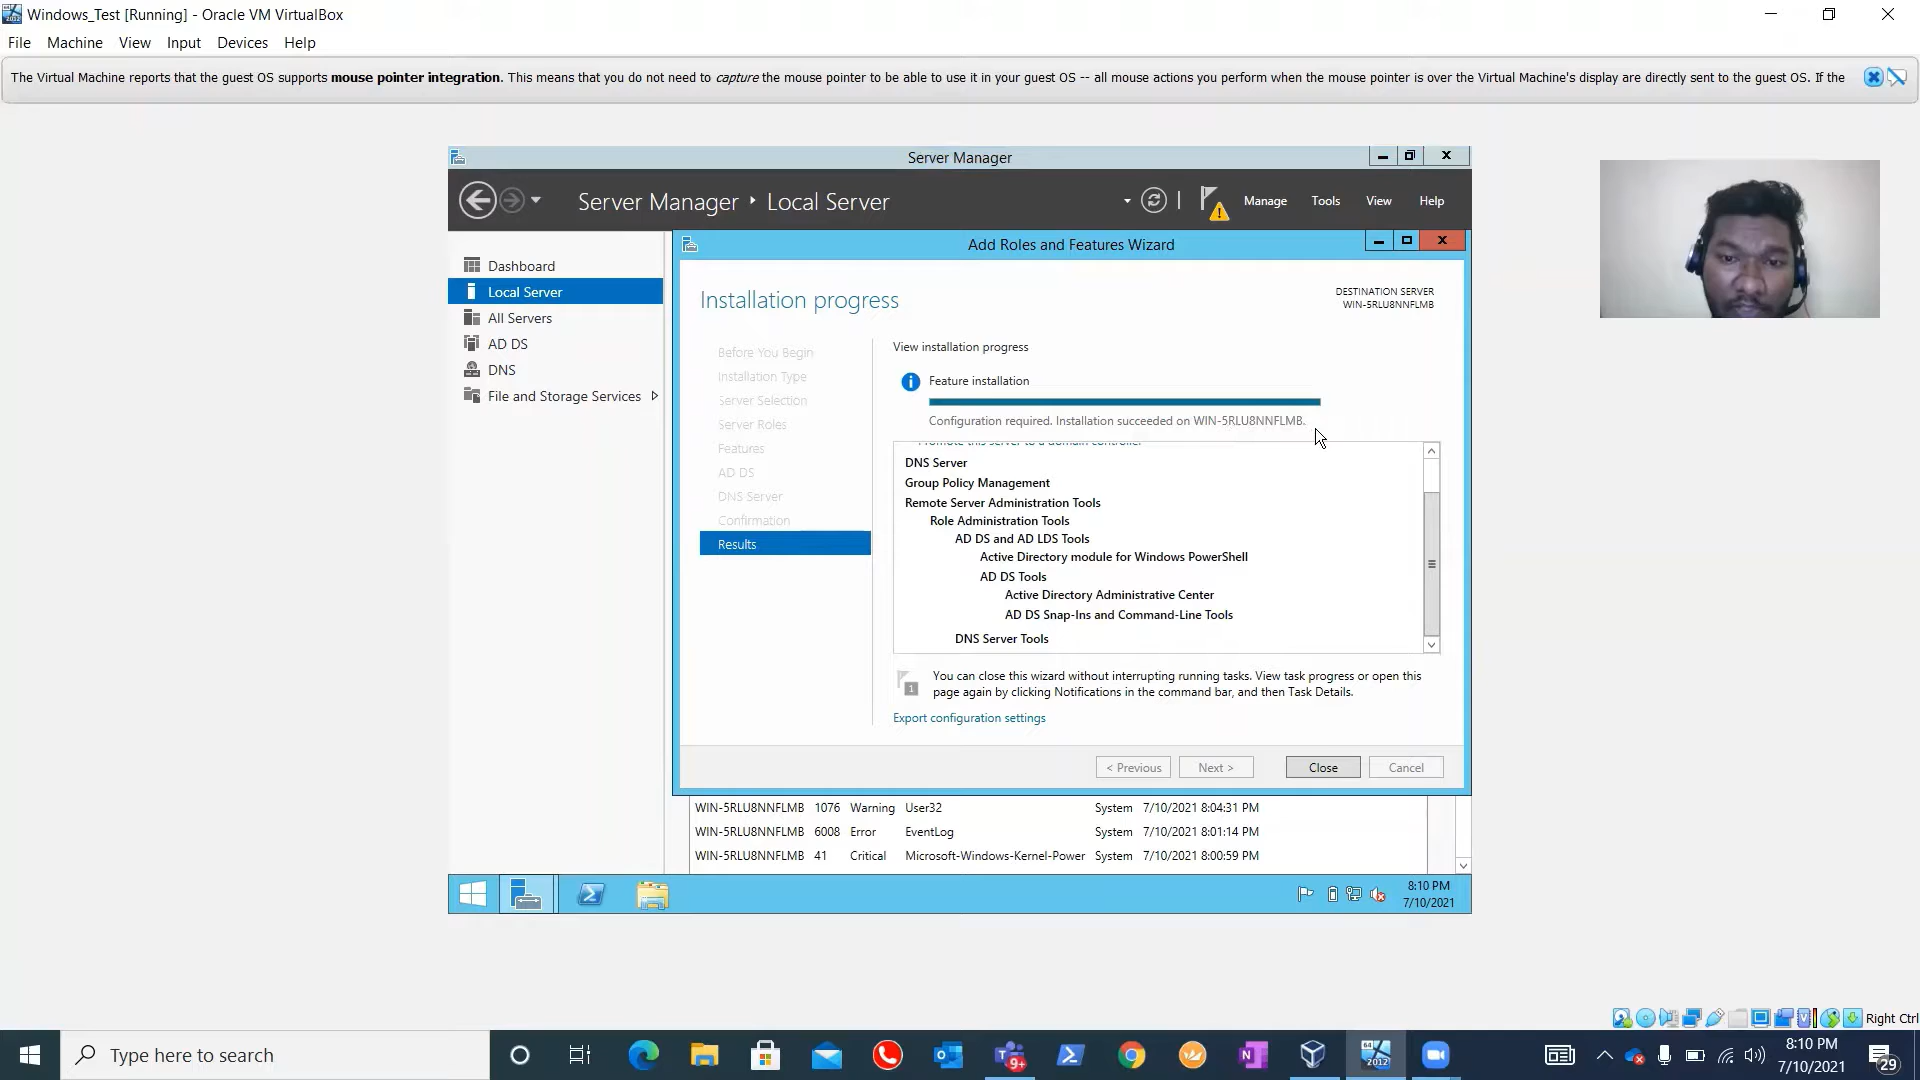 Windows_Test [Running] - Oracle VM VirtualBox
File Machine View Input Devices Help
The Virtual Machine reports that the guest OS supports mouse pointer integration. This means that you do not need to capture the mouse pointer to be able to use it in your guest OS -- all mouse actions you perform when the mouse pointer is over the Virtual Machine's display are directly sent to the guest OS. If the
Server Manager
Server Manager Local Server
Manage Tools View Help
Dashboard
Local Server
All Servers
AD DS
DNS
File and Storage Services
Add Roles and Features Wizard
Installation progress
DESTINATION SERVER
WIN-5RLU8NNFLMB
Before You Begin
Installation Type
Server Selection
Server Roles
Features
AD DS
DNS Server
Confirmation
Results
View installation progress
Feature installation
Configuration required. Installation succeeded on WIN-5RLU8NNFLMB.
Promote this server to a domain controller
DNS Server
Group Policy Management
Remote Server Administration Tools
Role Administration Tools
AD DS and AD LDS Tools
Active Directory module for Windows PowerShell
AD DS Tools
Active Directory Administrative Center
AD DS Snap-Ins and Command-Line Tools
DNS Server Tools
1
You can close this wizard without interrupting running tasks. View task progress or open this
page again by clicking Notifications in the command bar, and then Task Details.
Export configuration settings
< Previous Next > Close Cancel
WIN-5RLU8NNFLMB 1076 Warning User32 System 7/10/2021 8:04:31 PM
WIN-5RLU8NNFLMB 6008 Error EventLog System 7/10/2021 8:01:14 PM
WIN-5RLU8NNFLMB 41 Critical Microsoft-Windows-Kernel-Power System 7/10/2021 8:00:59 PM
8:10 PM
7/10/2021
Right Ctrl
Type here to search
9+
64
2012
8:10 PM
7/10/2021
29